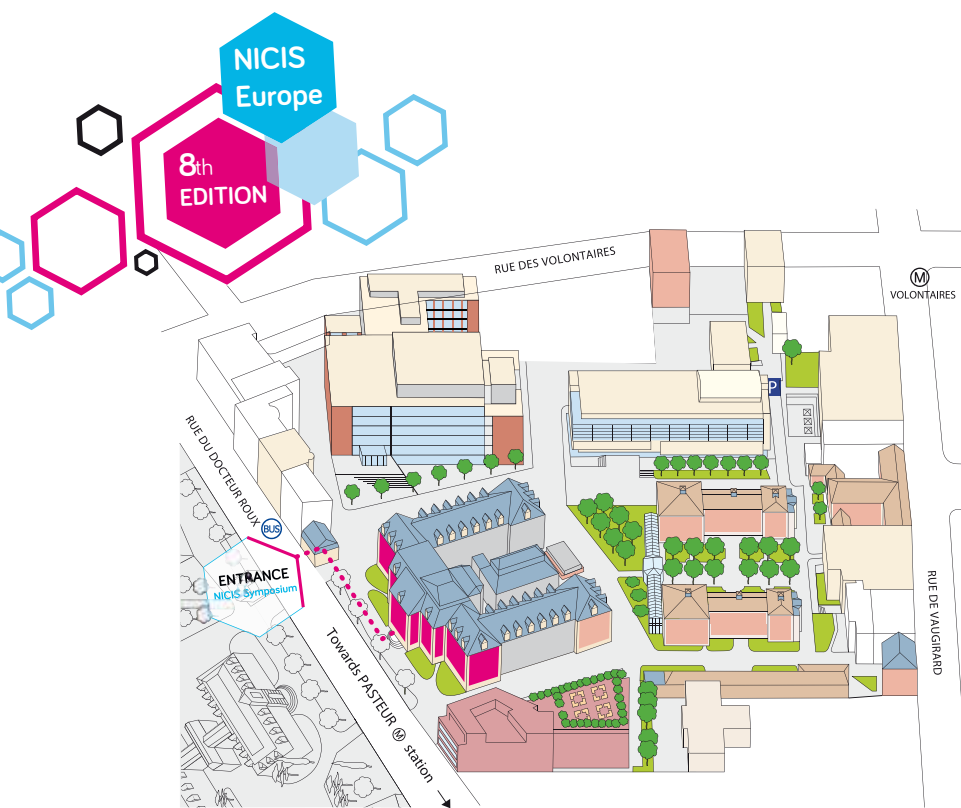 NICIS
Europe
8th
EDITION
RUE DES VOLONTAIRES
M
VOLONTAIRES
P
RUE DU DOCTEUR ROUX
BUS
ENTRANCE
NICIS Symposium
Towards PASTEUR M station
RUE DE VAUGIRARD